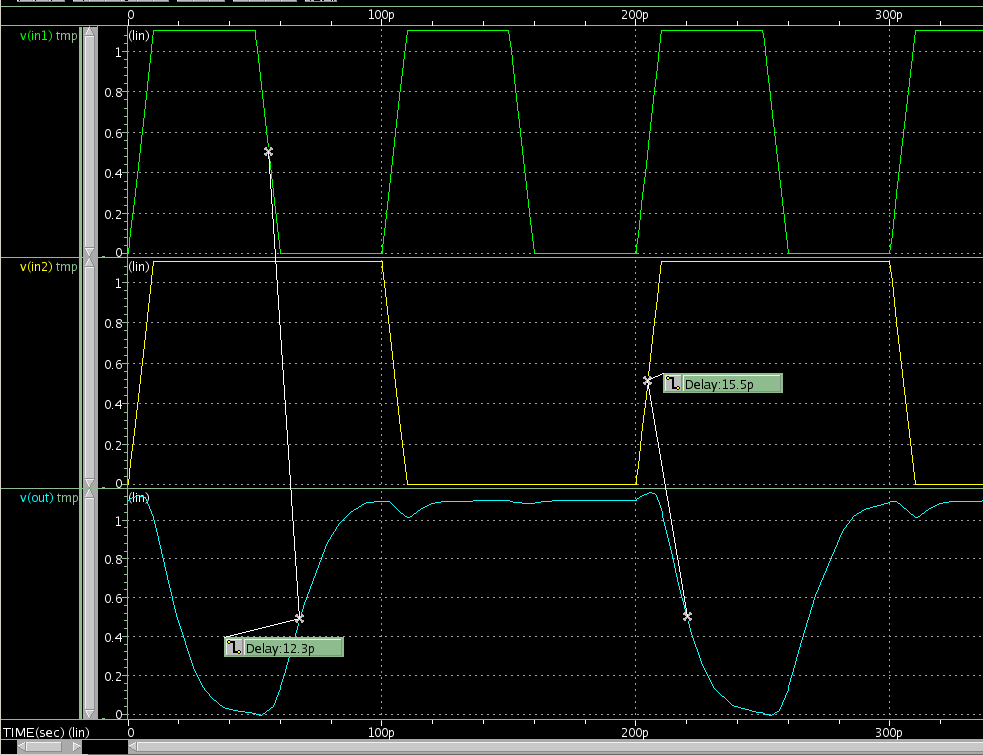 0 100p 200p 300p
v(in1) tmp (lin)
1
0.8
0.6
0.4
0.2
0
v(in2) tmp (lin)
1
0.8
0.6
0.4
0.2
0
Delay:15.5p
v(out) tmp (lin)
1
0.8
0.6
0.4
0.2
0
Delay:12.3p
TIME(sec) (lin) 0 100p 200p 300p